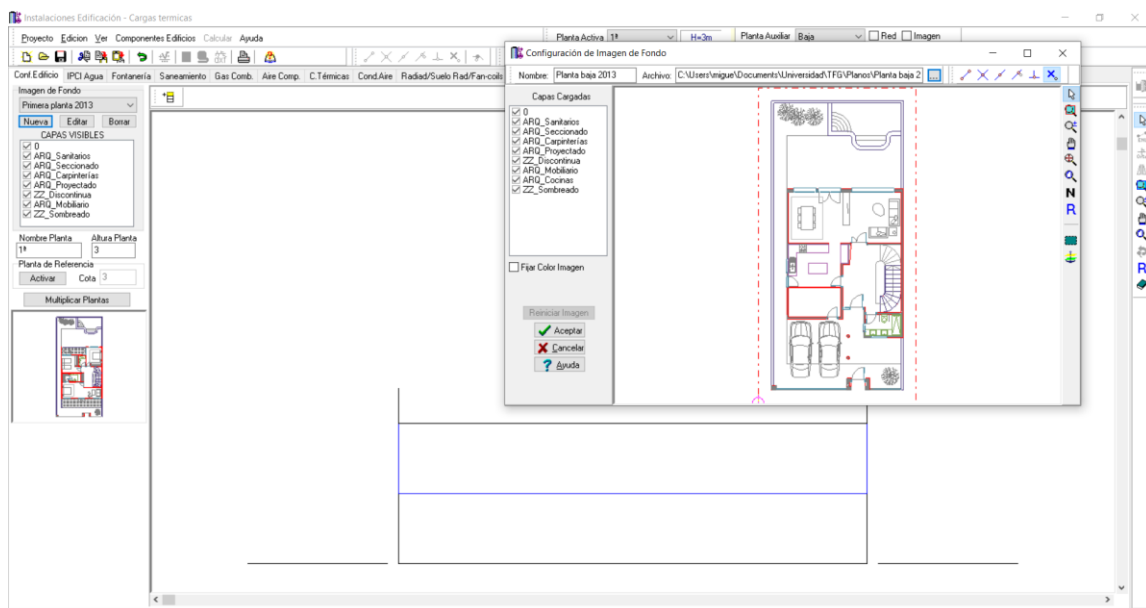 Instalaciones Edificación - Cargas termicas
Proyecto Edicion Ver Componentes Edificios Calcular Ayuda
Planta Activa 1ª H=3m Planta Auxiliar Baja Red Imagen
Conf.Edificio IPCI Agua Fontanería Saneamiento Gas Comb. Aire Comp. C.Térmicas Cond.Aire Radiad/Suelo Rad/Fan-coils
Imagen de Fondo
Primera planta 2013
Nueva Editar Borrar
CAPAS VISIBLES
0
ARQ_Sanitarios
ARQ_Seccionado
ARQ_Carpinterías
ARQ_Proyectado
ZZ_Discontinua
ARQ_Mobiliario
ZZ_Sombreado
Nombre Planta Altura Planta
1ª 3
Planta de Referencia
Activar Cota 3
Multiplicar Plantas
Configuración de Imagen de Fondo
Nombre: Planta baja 2013 Archivo: C:\Users\migue\Documents\Universidad\TFG\Planos\Planta baja 2 ...
Capas Cargadas
0
ARQ_Sanitarios
ARQ_Seccionado
ARQ_Carpinterías
ARQ_Proyectado
ZZ_Discontinua
ARQ_Mobiliario
ARQ_Cocinas
ZZ_Sombreado
Fijar Color Imagen
Reiniciar Imagen
Aceptar
Cancelar
Ayuda
N
R
R